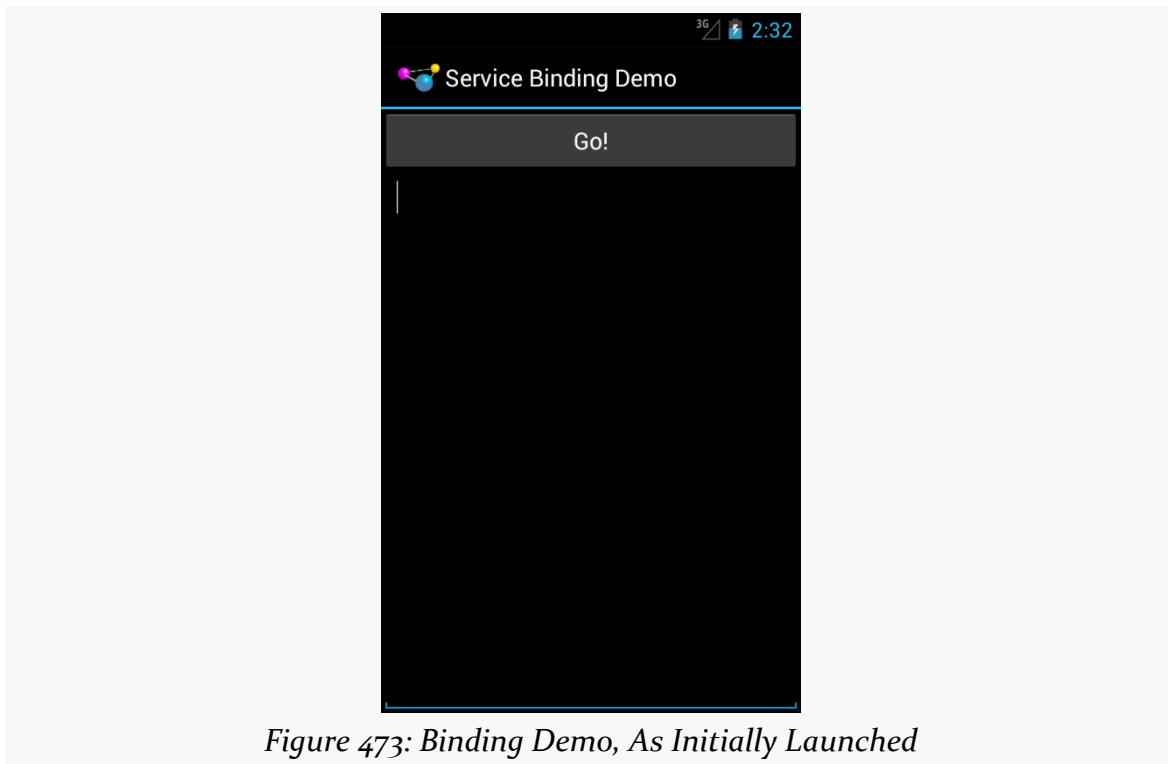 3G 2:32
Service Binding Demo
Go!
Figure 473: Binding Demo, As Initially Launched